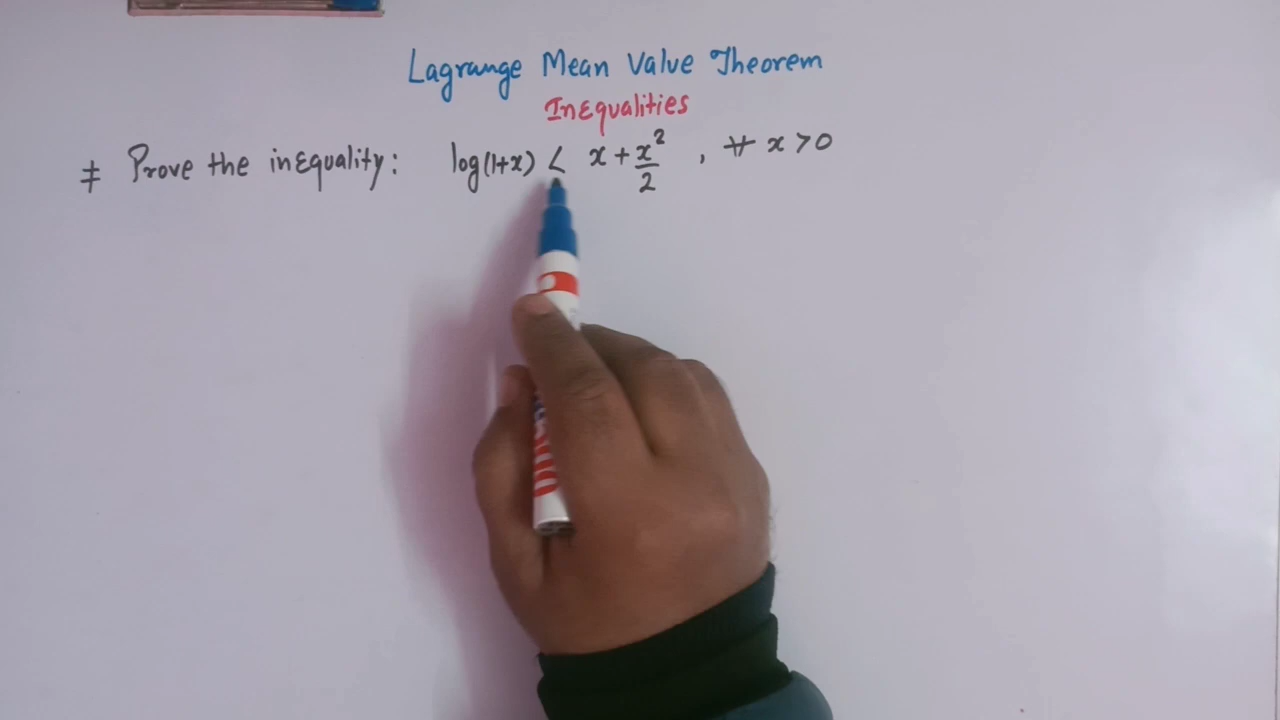 Lagrange Mean Value Theorem
Inequalities
# Prove the inequality: log(1+x) < x + x²/2 , ∀ x > 0